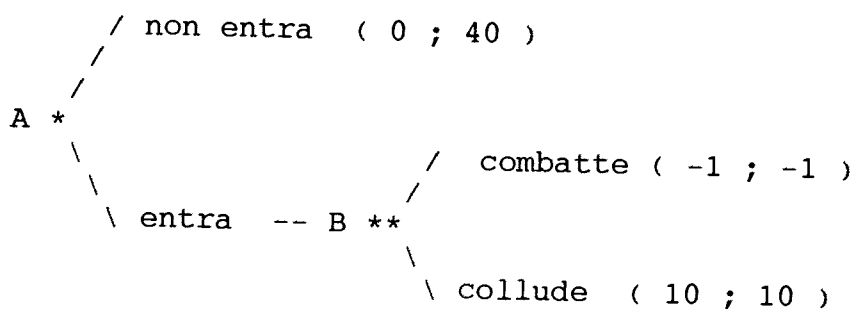 / non entra ( 0 ; 40 )
/
/
A *
\ / combatte ( -1 ; -1 )
\ /
\ entra -- B **
\
\ collude ( 10 ; 10 )